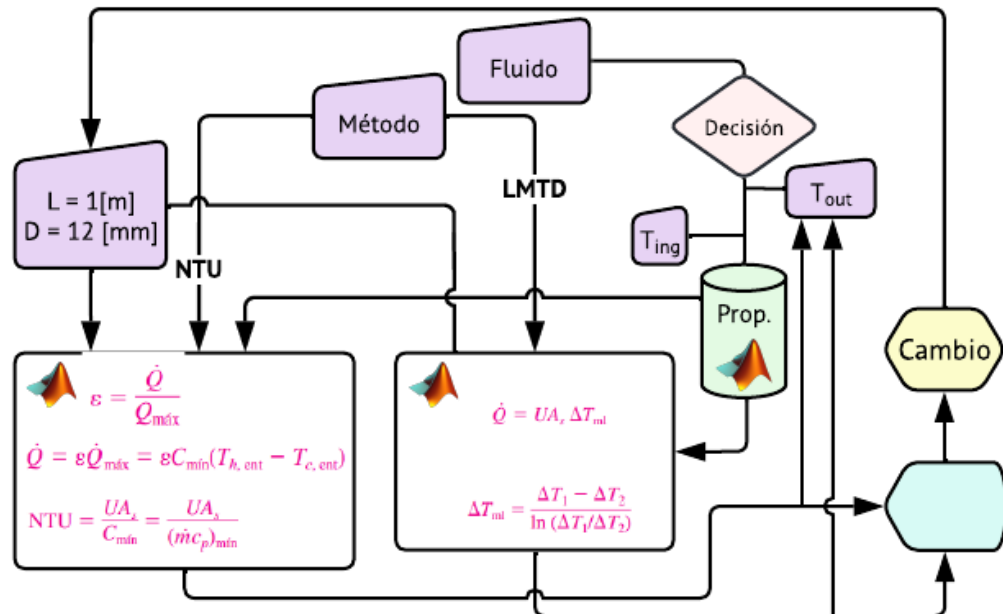 Fluido
Método
Decisión
L = 1[m]
D = 12 [mm]
LMTD
T_out
T_ing
NTU
Prop.
Cambio
ε = Q̇ / Q̇_máx
Q̇ = εQ̇_máx = εC_mín(T_h, ent − T_c, ent)
NTU = UA_s / C_mín = UA_s / (ṁc_p)_mín
Q̇ = UA_s ΔT_ml
ΔT_ml = (ΔT_1 − ΔT_2) / ln (ΔT_1/ΔT_2)